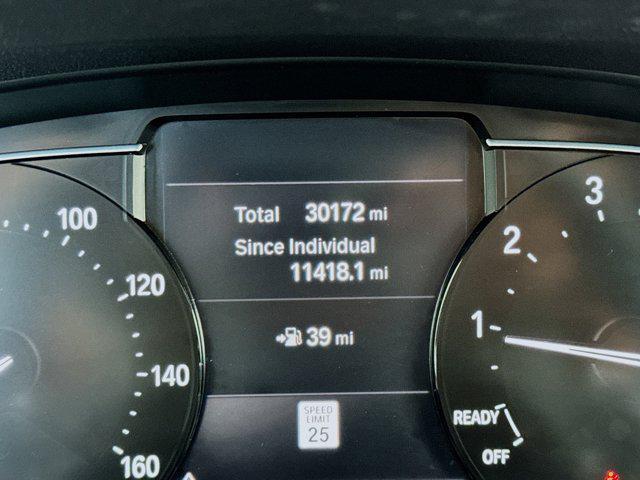 Total 30172 mi
Since Individual
11418.1 mi
39 mi
SPEED
LIMIT
25
100
120
140
160
3
2
1
READY
OFF